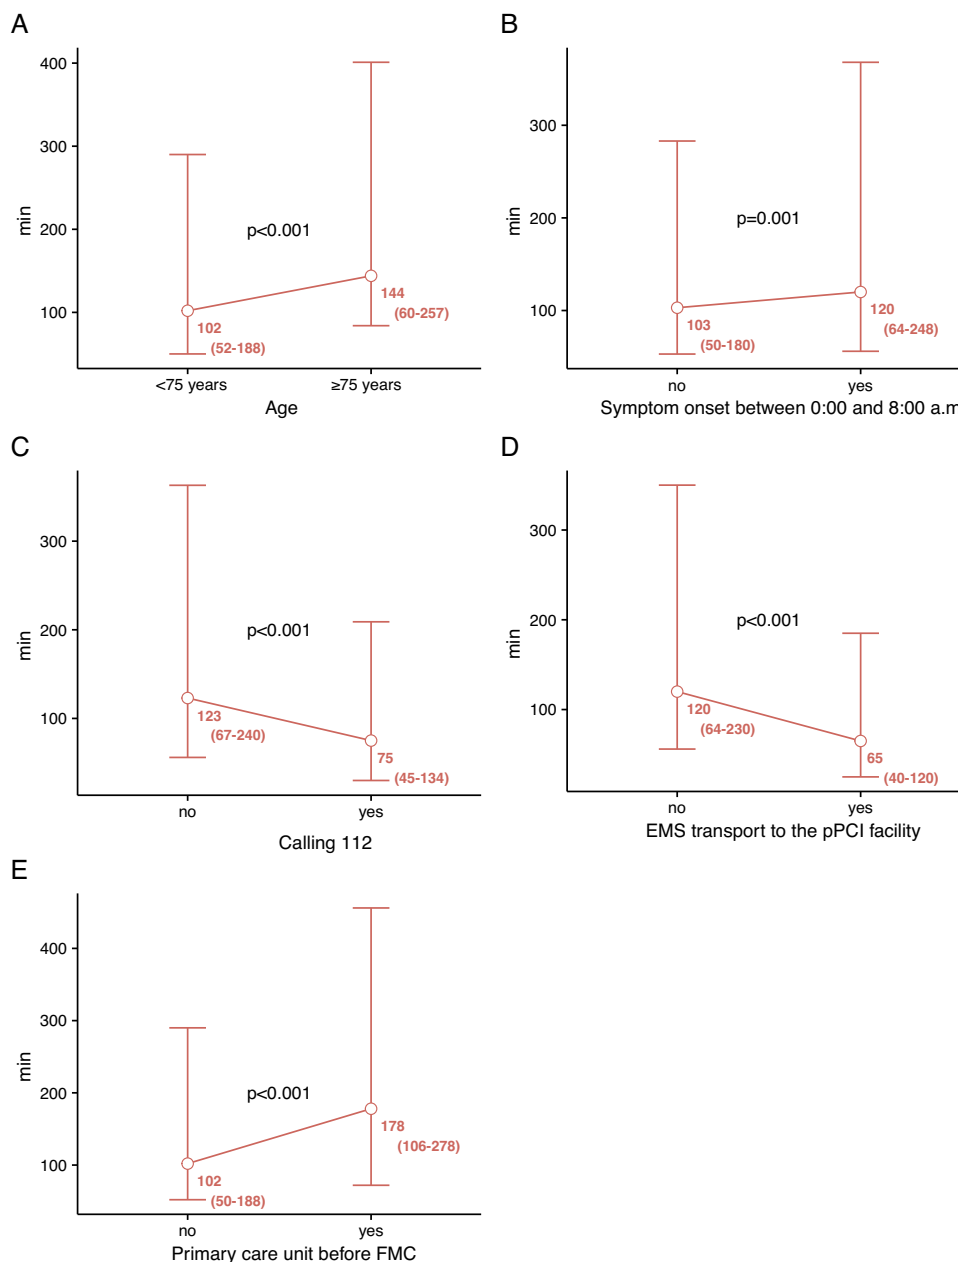 A
400
300
200
100
min
p<0.001
102
(52-188)
144
(60-257)
<75 years
≥75 years
Age
B
300
200
100
min
p=0.001
103
(50-180)
120
(64-248)
no
yes
Symptom onset between 0:00 and 8:00 a.m
C
300
200
100
min
p<0.001
123
(67-240)
75
(45-134)
no
yes
Calling 112
D
300
200
100
min
p<0.001
120
(64-230)
65
(40-120)
no
yes
EMS transport to the pPCI facility
E
400
300
200
100
min
p<0.001
102
(50-188)
178
(106-278)
no
yes
Primary care unit before FMC